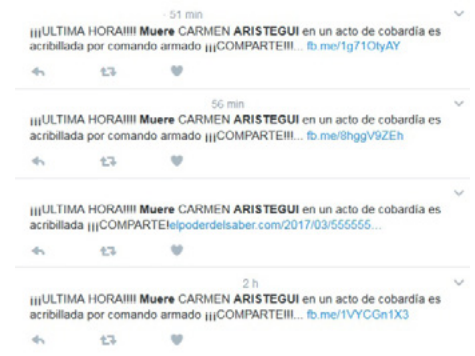 51 min
¡¡¡ULTIMA HORA!!!! Muere CARMEN ARISTEGUI en un acto de cobardía es
acribillada por comando armado ¡¡¡COMPARTE!!!... fb.me/1g71OtyAY
56 min
¡¡¡ULTIMA HORA!!!! Muere CARMEN ARISTEGUI en un acto de cobardía es
acribillada por comando armado ¡¡¡COMPARTE!!!... fb.me/8hggV9ZEh
¡¡¡ULTIMA HORA!!!! Muere CARMEN ARISTEGUI en un acto de cobardía es
acribillada ¡¡¡COMPARTE!elpoderdelsaber.com/2017/03/555555...
2 h
¡¡¡ULTIMA HORA!!!! Muere CARMEN ARISTEGUI en un acto de cobardía es
acribillada por comando armado ¡¡¡COMPARTE!!!... fb.me/1VYCGn1X3